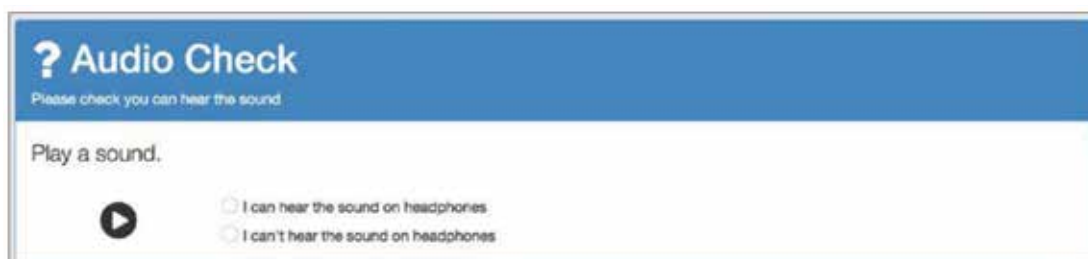 ? Audio Check
Please check you can hear the sound
Play a sound.
I can hear the sound on headphones
I can't hear the sound on headphones